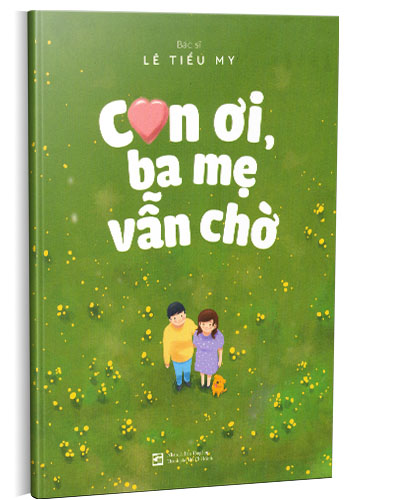 Bác sĩ
LÊ TIỂU MY
Con ơi,
ba mẹ
vẫn chờ